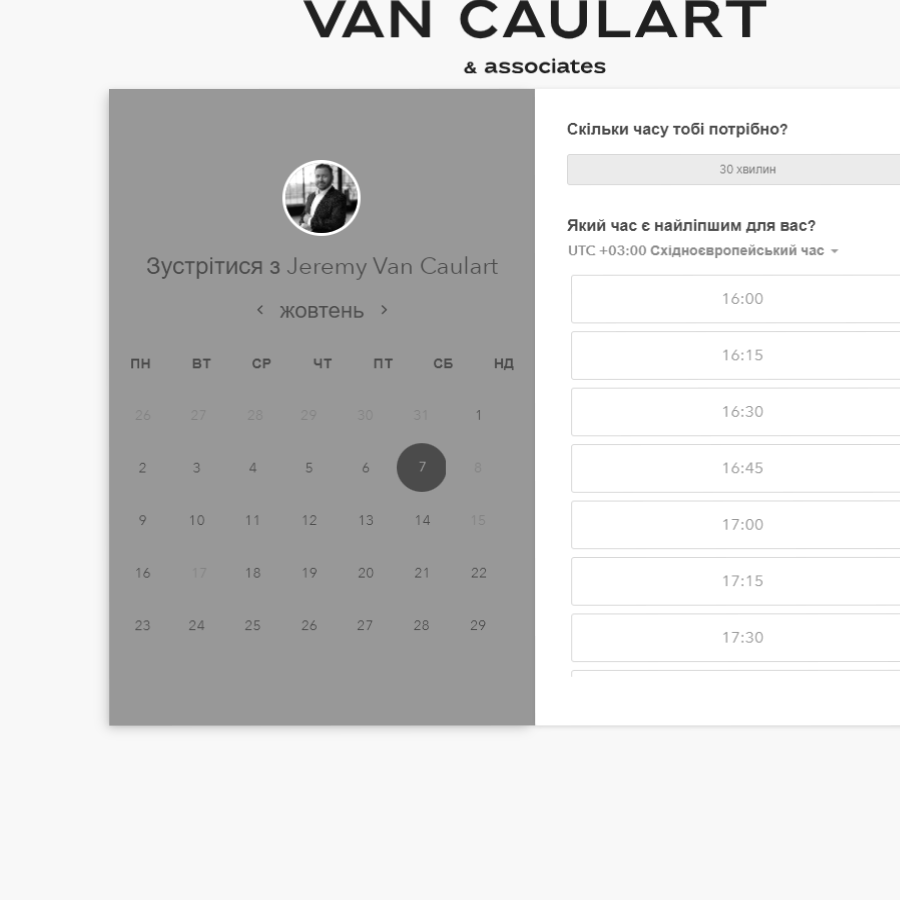 VAN CAULART
& associates
Зустрітися з Jeremy Van Caulart
жовтень
ПН ВТ СР ЧТ ПТ СБ НД
26 27 28 29 30 31 1
2 3 4 5 6 7 8
9 10 11 12 13 14 15
16 17 18 19 20 21 22
23 24 25 26 27 28 29
Скільки часу тобі потрібно?
30 хвилин
Який час є найліпшим для вас?
UTC +03:00 Східноєвропейський час
16:00
16:15
16:30
16:45
17:00
17:15
17:30